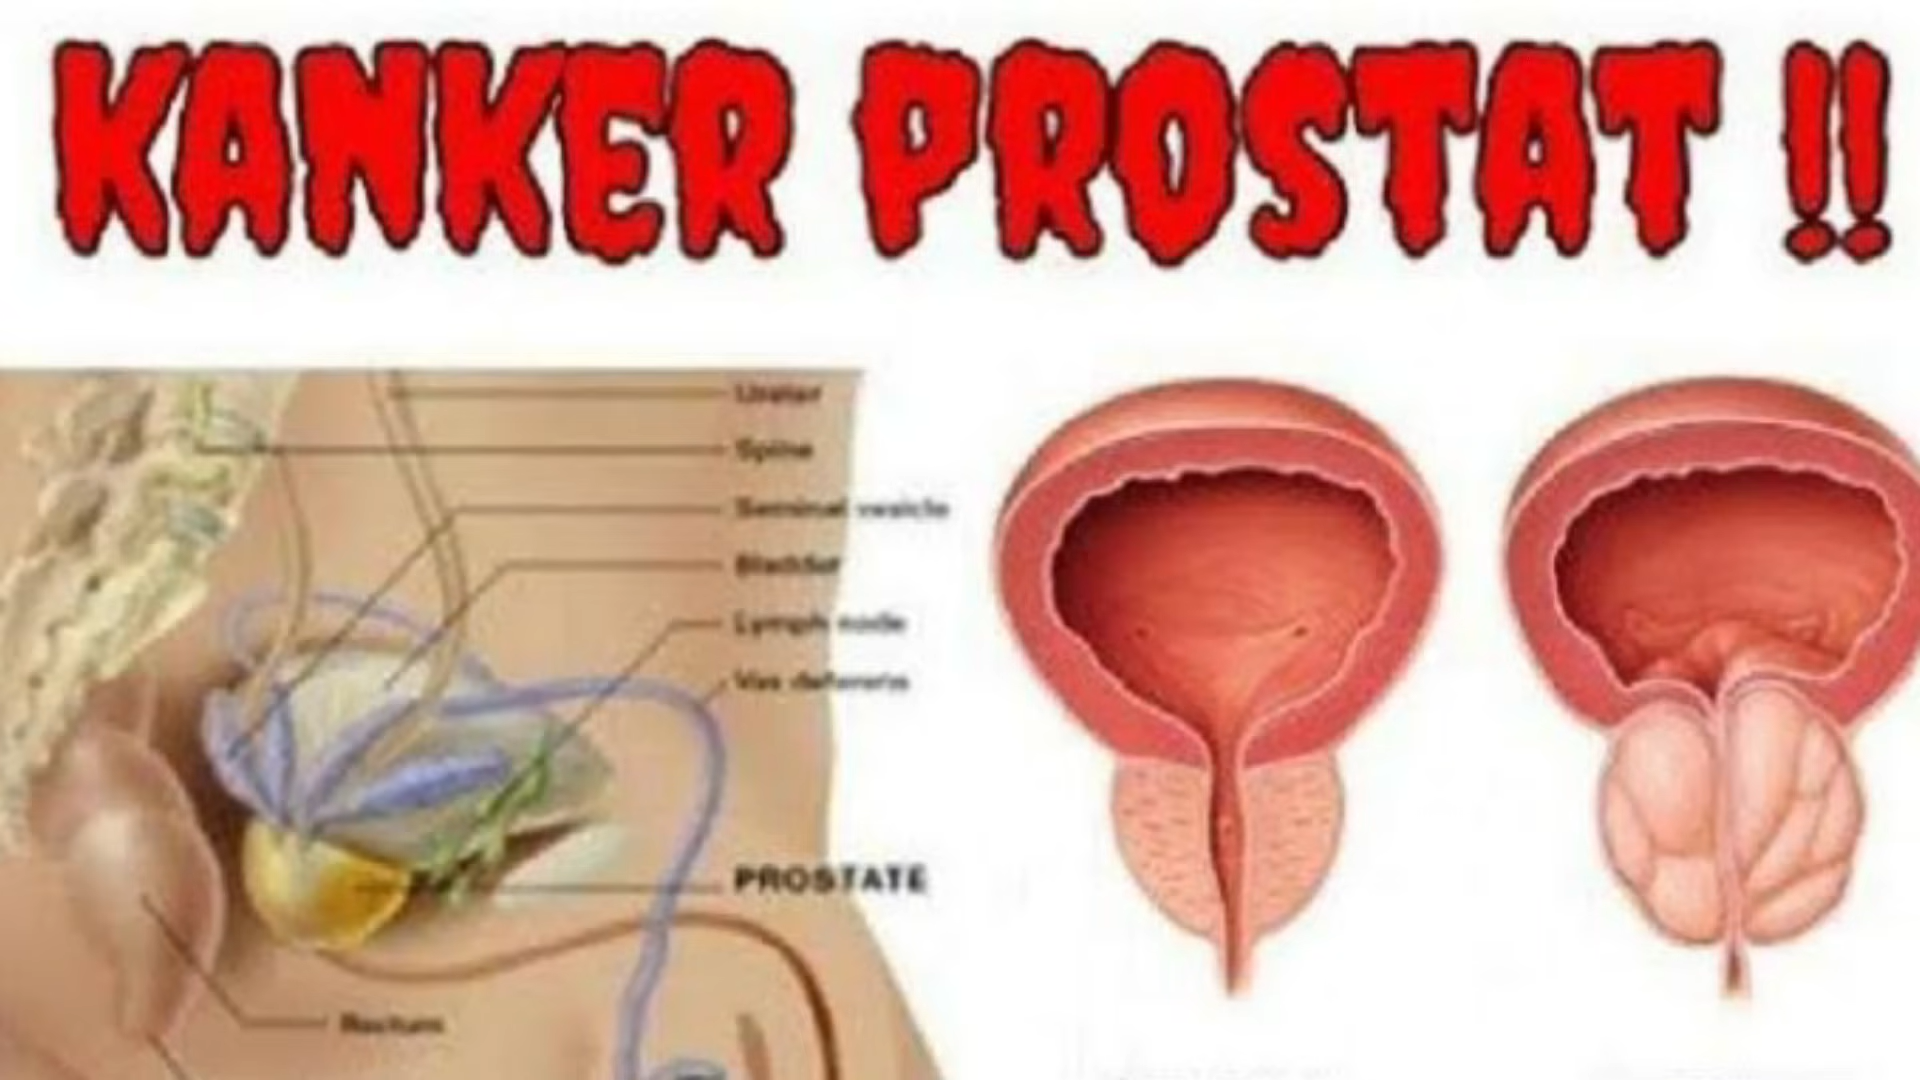 KANKER PROSTAT !!
Ureter
Spine
Seminal vesicle
Bladder
Lymph node
Vas deferens
PROSTATE
Rectum